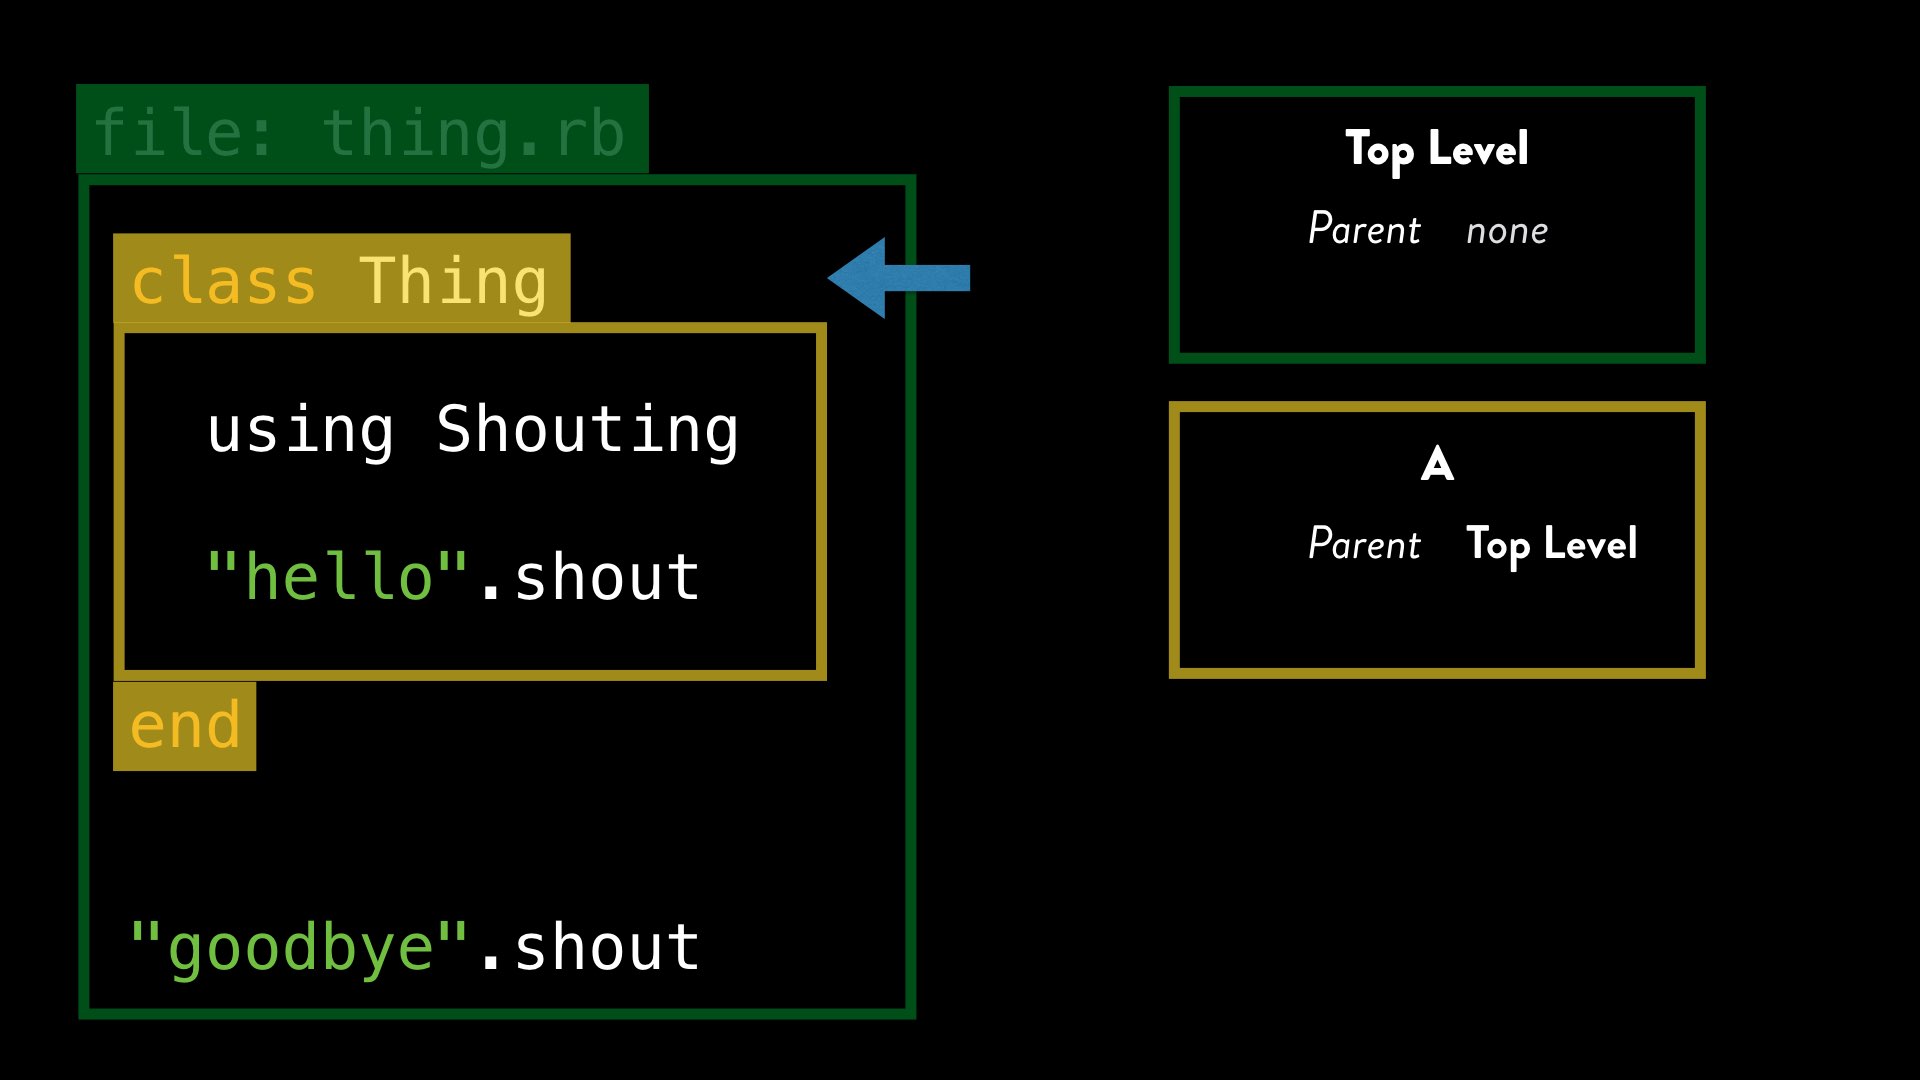 file: thing.rb
class Thing
using Shouting
"hello".shout
end
"goodbye".shout
Top Level
Parent none
A
Parent Top Level